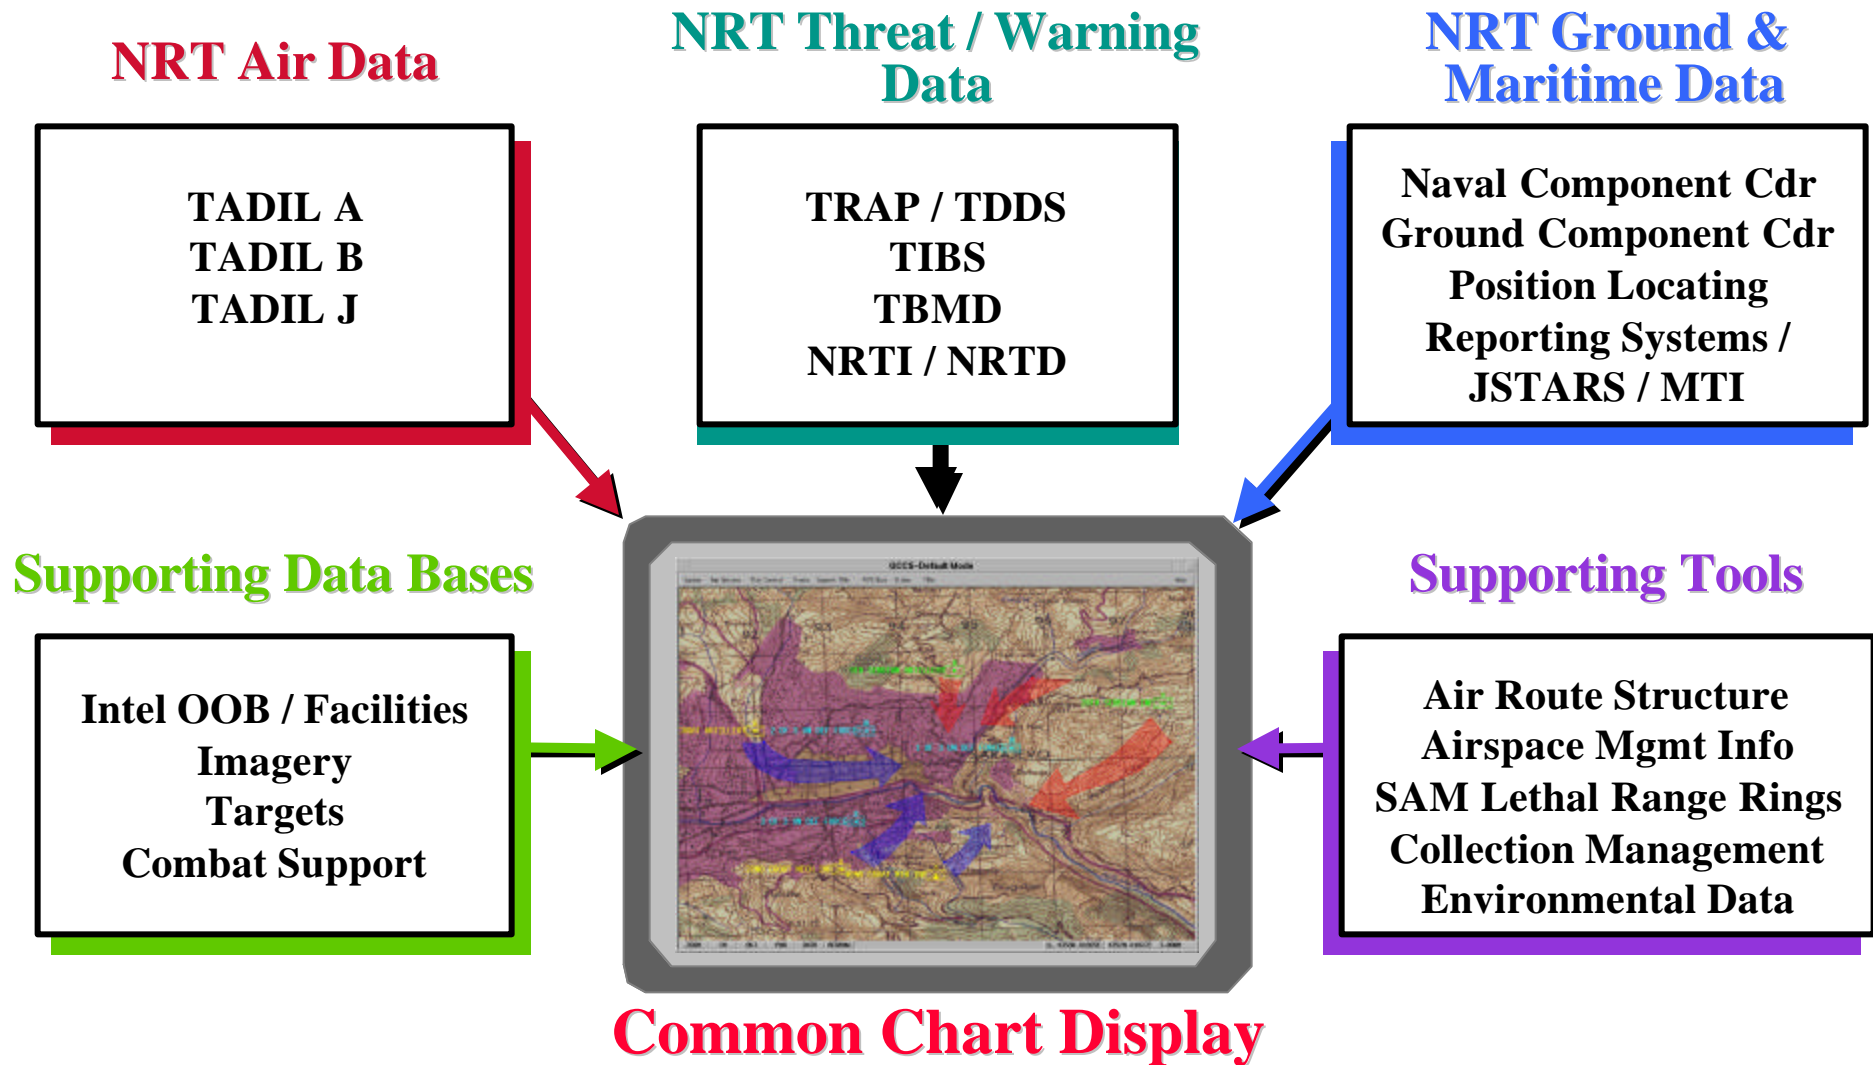 NRT Air Data
TADIL A
TADIL B
TADIL J
NRT Threat / Warning
Data
TRAP / TDDS
TIBS
TBMD
NRTI / NRTD
NRT Ground &
Maritime Data
Naval Component Cdr
Ground Component Cdr
Position Locating
Reporting Systems /
JSTARS / MTI
Supporting Data Bases
Intel OOB / Facilities
Imagery
Targets
Combat Support
GCCS-Default Mode
Supporting Tools
Air Route Structure
Airspace Mgmt Info
SAM Lethal Range Rings
Collection Management
Environmental Data
Common Chart Display